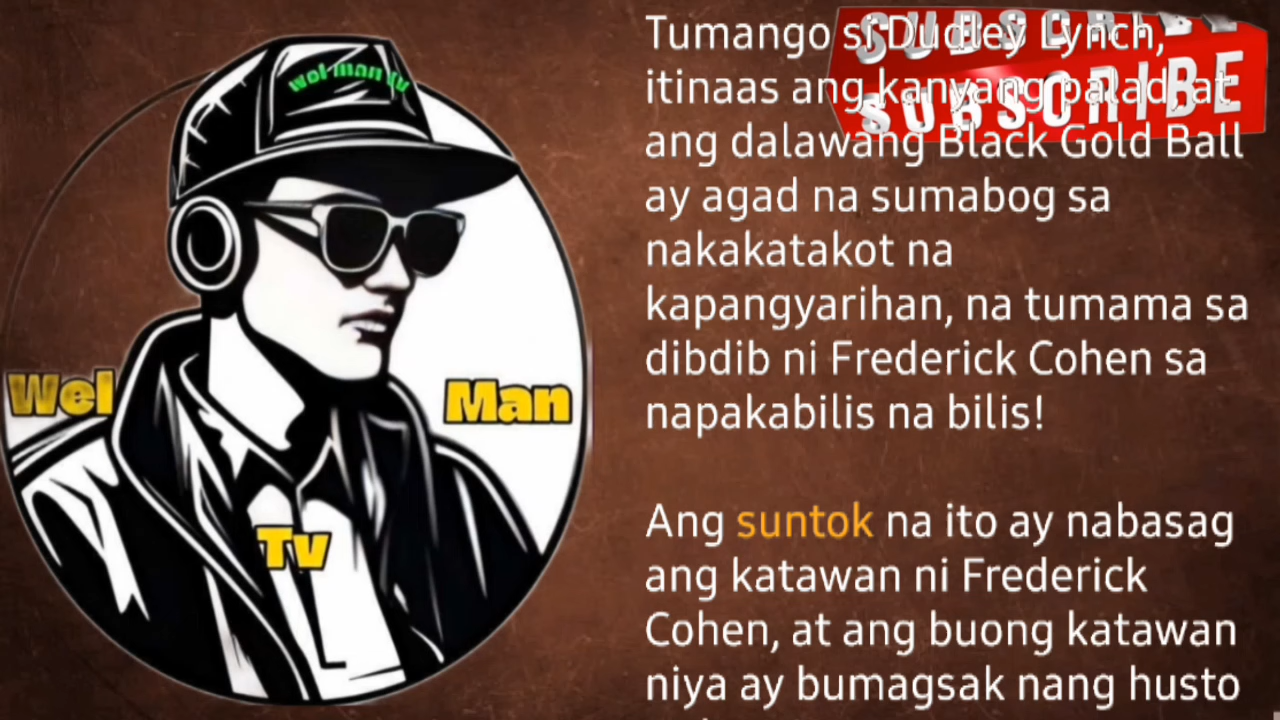 wel man tv
Wel
Man
Tv
SUBSCRIBE
SUBSCRIBE
Tumango si Dudley Lynch,
itinaas ang kanyang palad, at
ang dalawang Black Gold Ball
ay agad na sumabog sa
nakakatakot na
kapangyarihan, na tumama sa
dibdib ni Frederick Cohen sa
napakabilis na bilis!
Ang suntok na ito ay nabasag
ang katawan ni Frederick
Cohen, at ang buong katawan
niya ay bumagsak nang husto